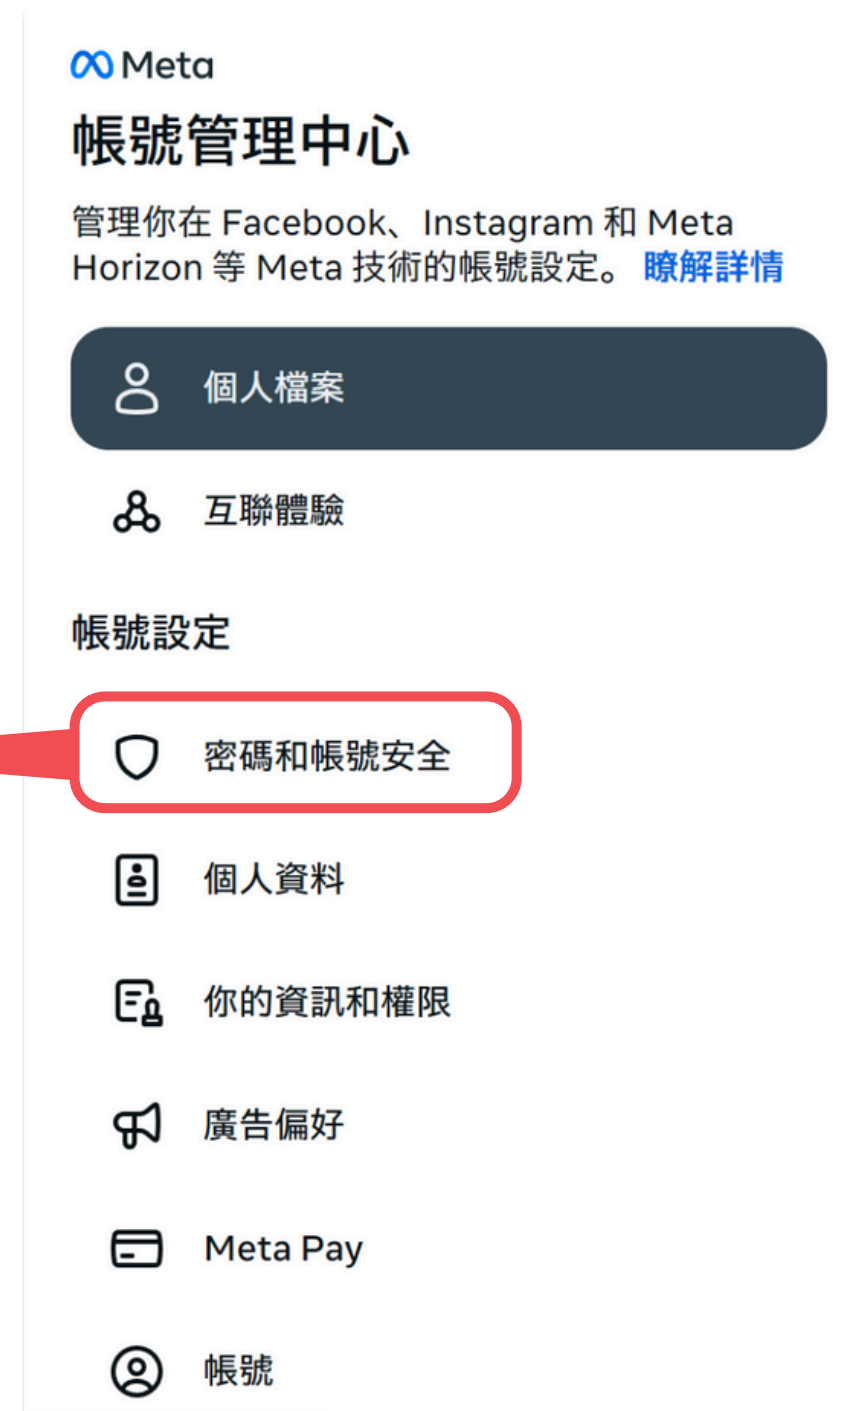 Meta
帳號管理中心
管理你在 Facebook、Instagram 和 Meta
Horizon 等 Meta 技術的帳號設定。 瞭解詳情
個人檔案
互聯體驗
帳號設定
密碼和帳號安全
個人資料
你的資訊和權限
廣告偏好
Meta Pay
帳號